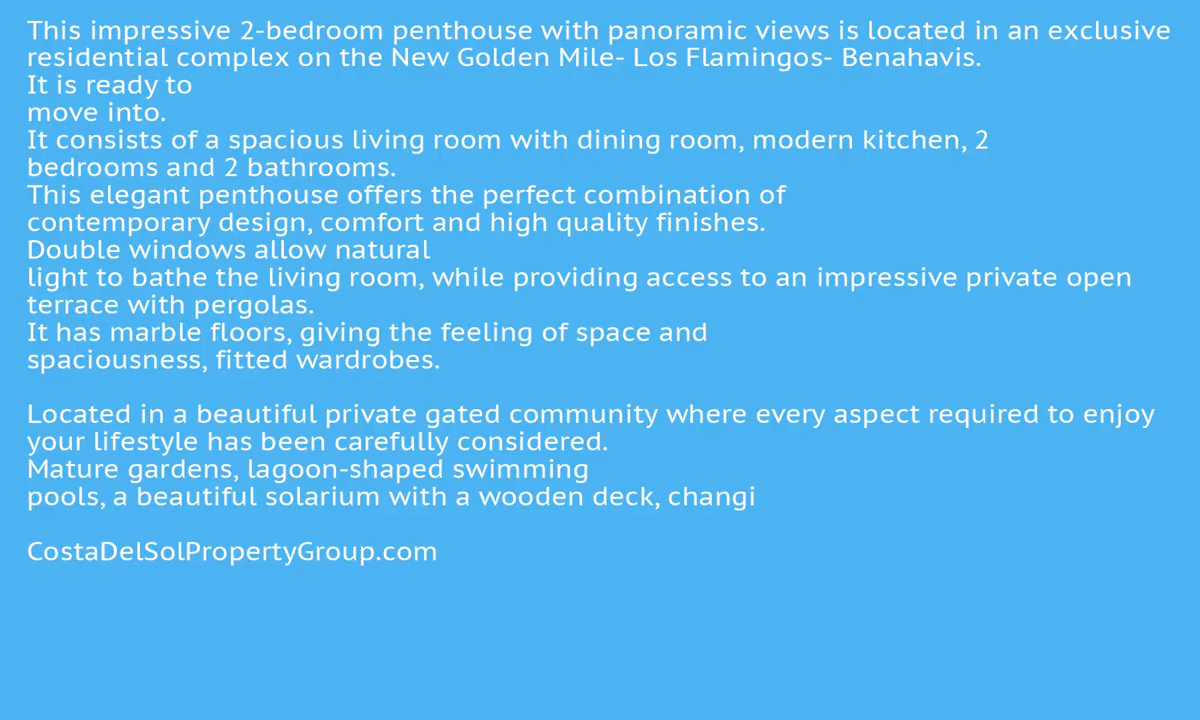 This impressive 2-bedroom penthouse with panoramic views is located in an exclusive
residential complex on the New Golden Mile- Los Flamingos- Benahavis.
It is ready to
move into.
It consists of a spacious living room with dining room, modern kitchen, 2
bedrooms and 2 bathrooms.
This elegant penthouse offers the perfect combination of
contemporary design, comfort and high quality finishes.
Double windows allow natural
light to bathe the living room, while providing access to an impressive private open
terrace with pergolas.
It has marble floors, giving the feeling of space and
spaciousness, fitted wardrobes.

Located in a beautiful private gated community where every aspect required to enjoy
your lifestyle has been carefully considered.
Mature gardens, lagoon-shaped swimming
pools, a beautiful solarium with a wooden deck, changi

CostaDelSolPropertyGroup.com